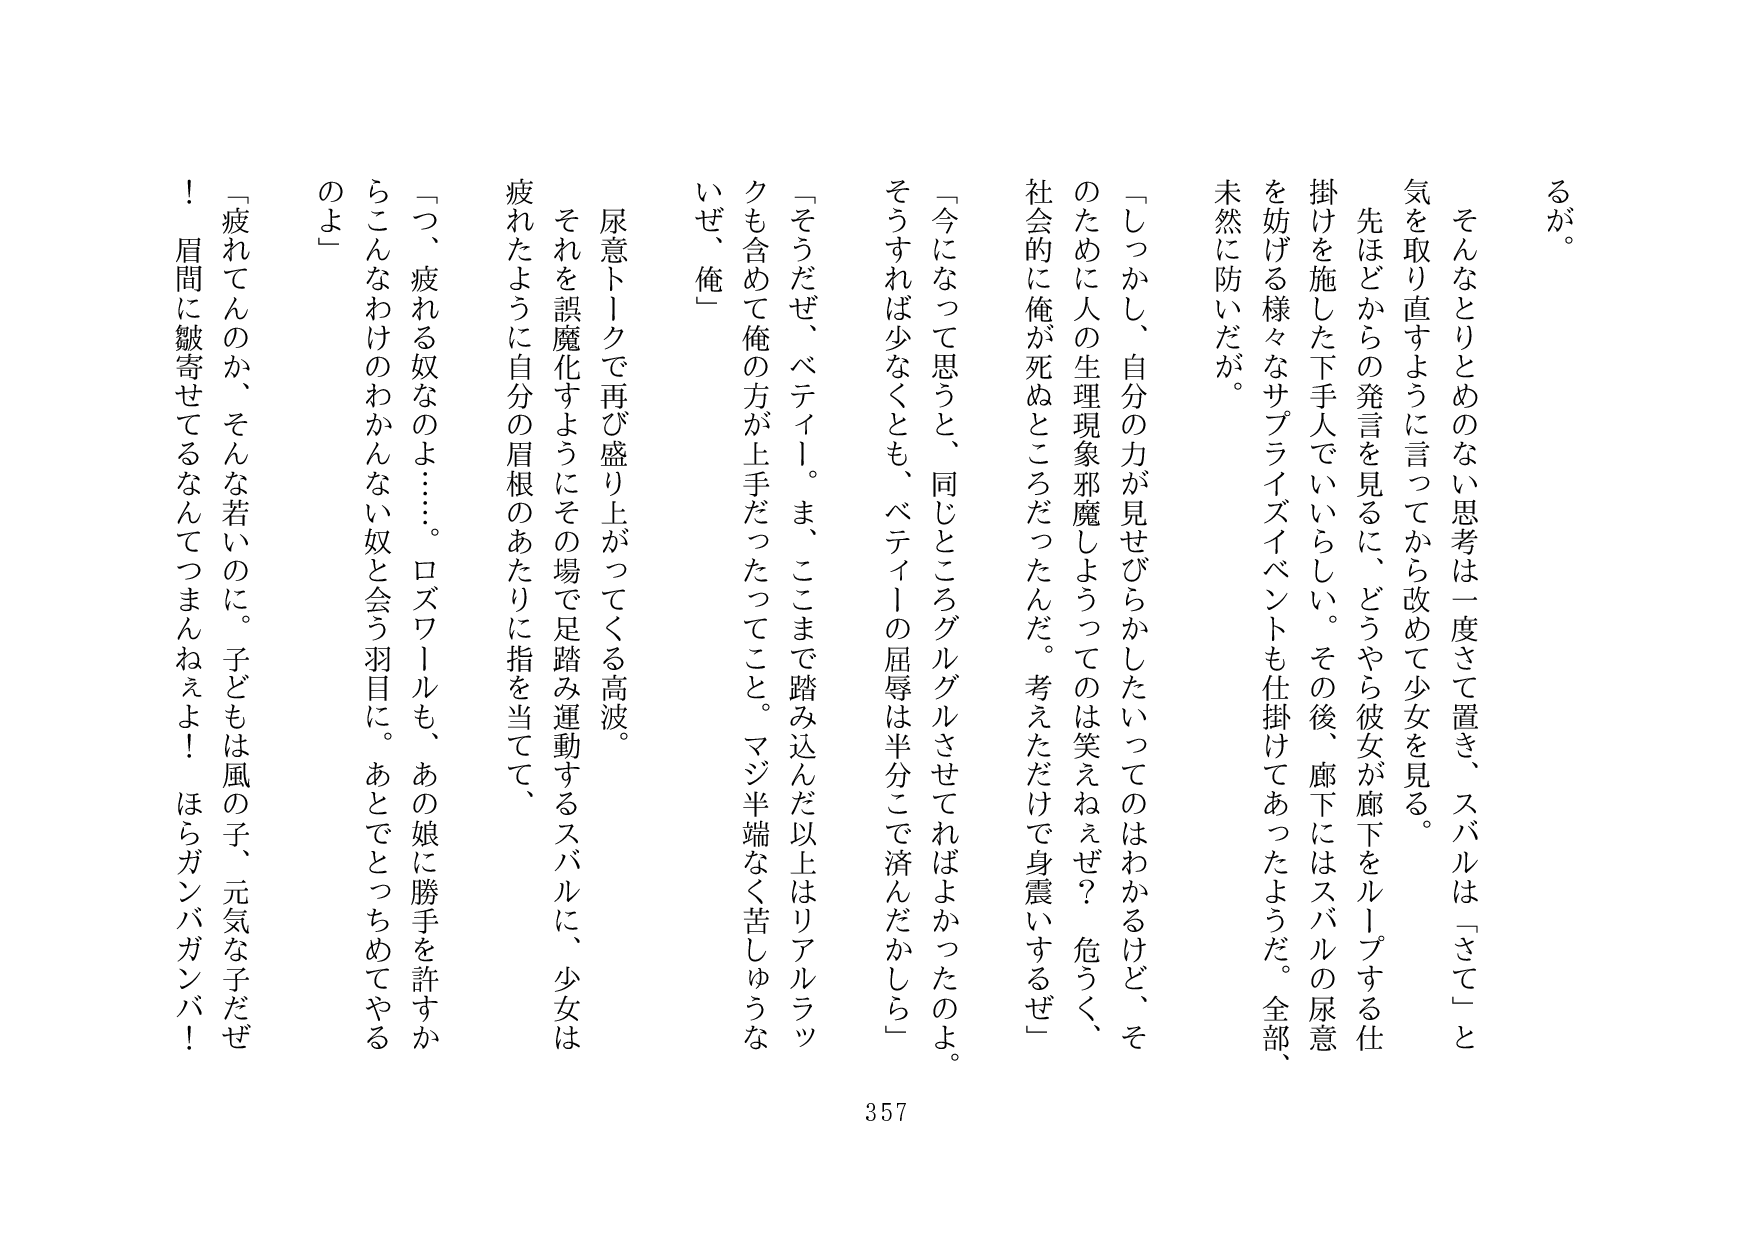 るが。
　そんなとりとめのない思考は一度さて置き、スバルは「さて」と
気を取り直すように言ってから改めて少女を見る。
　先ほどからの発言を見るに、どうやら彼女が廊下をループする仕
掛けを施した下手人でいいらしい。その後、廊下にはスバルの尿意
を妨げる様々なサプライズイベントも仕掛けてあったようだ。全部、
未然に防いだが。
「しっかし、自分の力が見せびらかしたいってのはわかるけど、そ
のために人の生理現象邪魔しようってのは笑えねぇぜ？　危うく、
社会的に俺が死ぬところだったんだ。考えただけで身震いするぜ」
「今になって思うと、同じところグルグルさせてればよかったのよ。
そうすれば少なくとも、ベティーの屈辱は半分こで済んだかしら」
「そうだぜ、ベティー。ま、ここまで踏み込んだ以上はリアルラッ
クも含めて俺の方が上手だったってこと。マジ半端なく苦しゅうな
いぜ、俺」
　尿意トークで再び盛り上がってくる高波。
　それを誤魔化すようにその場で足踏み運動するスバルに、少女は
疲れたように自分の眉根のあたりに指を当てて、
「つ、疲れる奴なのよ……。ロズワールも、あの娘に勝手を許すか
らこんなわけのわかんない奴と会う羽目に。あとでとっちめてやる
のよ」
「疲れてんのか、そんな若いのに。子どもは風の子、元気な子だぜ
！　眉間に皺寄せてるなんてつまんねぇよ！　ほらガンバガンバ！
357